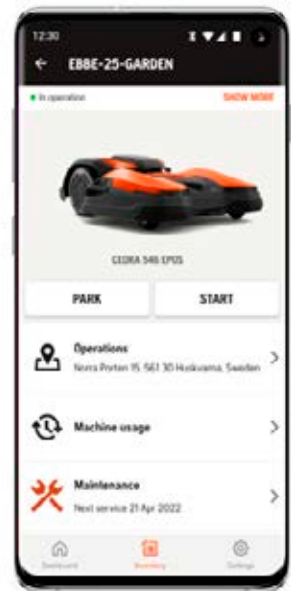 12:30
EBBE-25-GARDEN
In operation
SHOW MORE
CEORA 546 EPOS
PARK
START
Operations
Norra Porten 15, 561 30 Huskvarna, Sweden
Machine usage
Maintenance
Next service 21 Apr 2022
Dashboard
Inventory
Settings